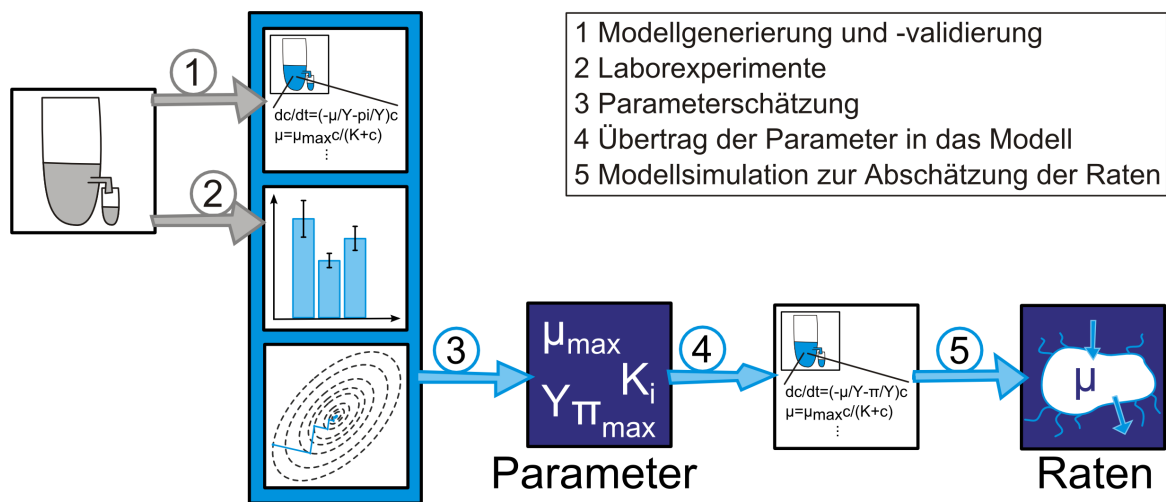 1 Modellgenerierung und -validierung
2 Laborexperimente
3 Parameterschätzung
4 Übertrag der Parameter in das Modell
5 Modellsimulation zur Abschätzung der Raten
1
2
dc/dt=(-µ/Y-pi/Y)c
µ=µmaxc/(K+c)
⋮
3
µmax
Ki
Yπmax
Parameter
4
dc/dt=(-µ/Y-π/Y)c
µ=µmaxc/(K+c)
⋮
5
µ
Raten